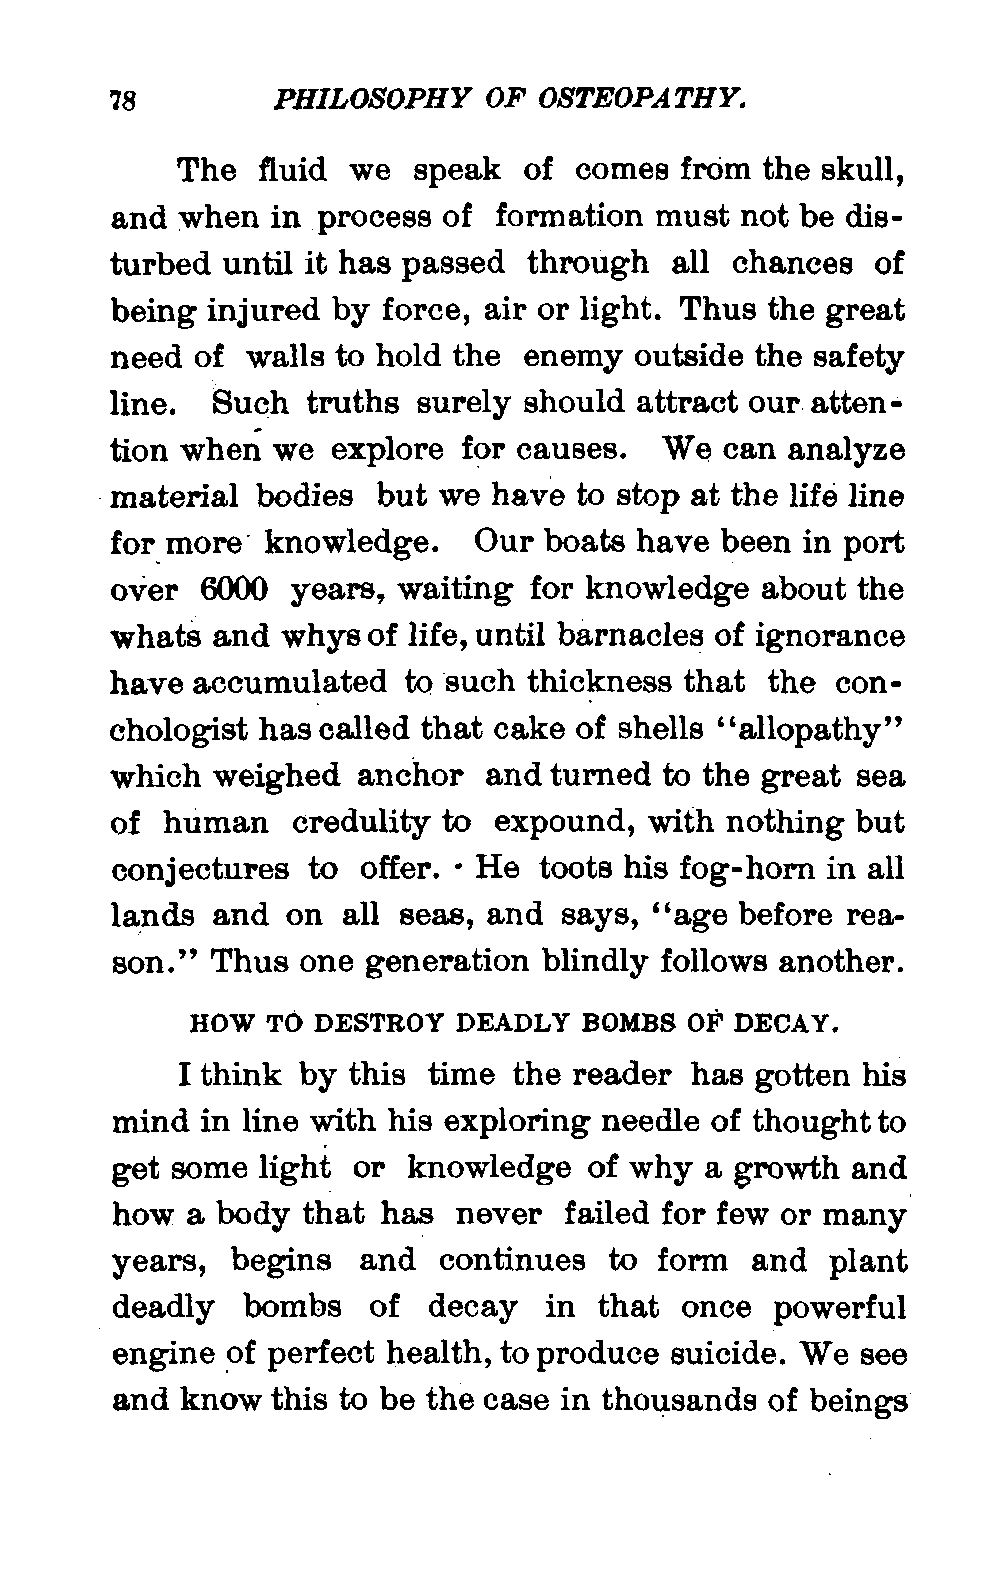 78 PHILOSOPHY OF OSTEOPATHY.
The fluid we speak of comes from the skull,
and when in process of formation must not be dis-
turbed until it has passed through all chances of
being injured by force, air or light. Thus the great
need of walls to hold the enemy outside the safety
line. Such truths surely should attract our atten-
tion when we explore for causes. We can analyze
material bodies but we have to stop at the life line
for more knowledge. Our boats have been in port
over 6000 years, waiting for knowledge about the
whats and whys of life, until barnacles of ignorance
have accumulated to such thickness that the con-
chologist has called that cake of shells “allopathy”
which weighed anchor and turned to the great sea
of human credulity to expound, with nothing but
conjectures to offer. He toots his fog-horn in all
lands and on all seas, and says, “age before rea-
son.” Thus one generation blindly follows another.
HOW TO DESTROY DEADLY BOMBS OF DECAY.
I think by this time the reader has gotten his
mind in line with his exploring needle of thought to
get some light or knowledge of why a growth and
how a body that has never failed for few or many
years, begins and continues to form and plant
deadly bombs of decay in that once powerful
engine of perfect health, to produce suicide. We see
and know this to be the case in thousands of beings